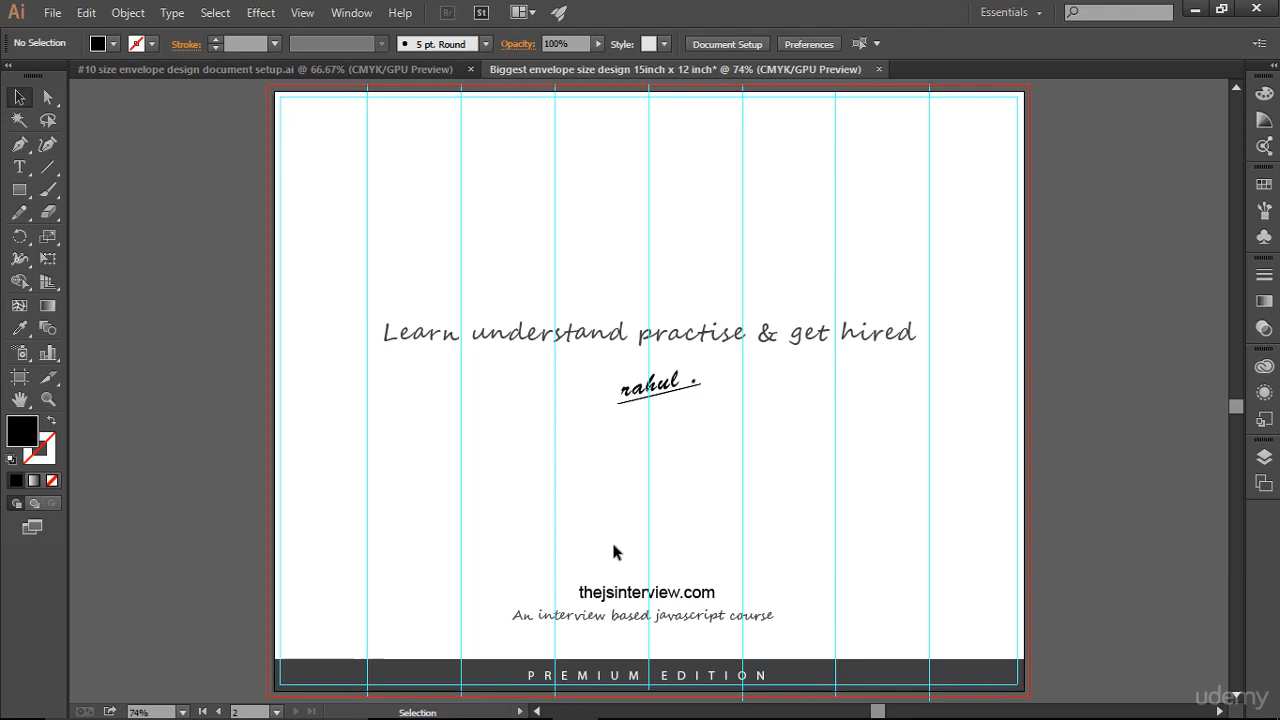 Ai File Edit Object Type Select Effect View Window Help Br St Essentials
No Selection Stroke: 5 pt. Round Opacity: 100% Style: Document Setup Preferences
#10 size envelope design document setup.ai @ 66.67% (CMYK/GPU Preview) × Biggest envelope size design 15inch x 12 inch* @ 74% (CMYK/GPU Preview) ×
Learn understand practise & get hired
rahul .
thejsinterview.com
An interview based javascript course
PREMIUM EDITION
udemy
74% 2 Selection